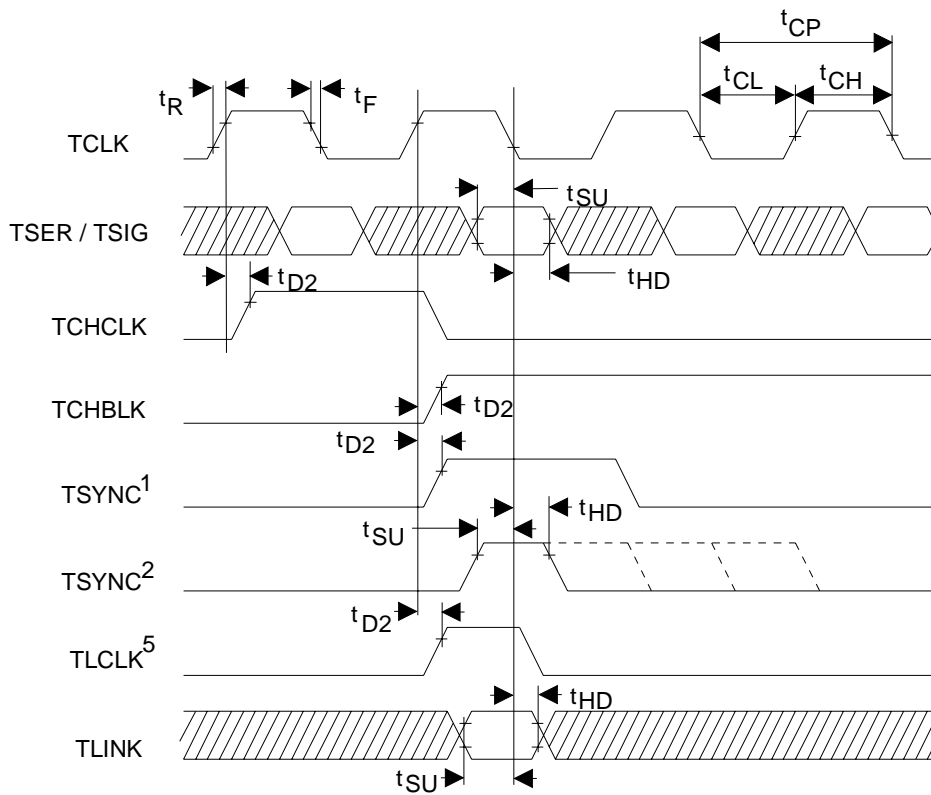 tCP
tCL tCH
tR tF
TCLK
tSU
TSER / TSIG
tHD
tD2
TCHCLK
TCHBLK
tD2
tD2
TSYNC1
tHD
tSU
TSYNC2
tD2
TLCLK5
tHD
TLINK
tSU